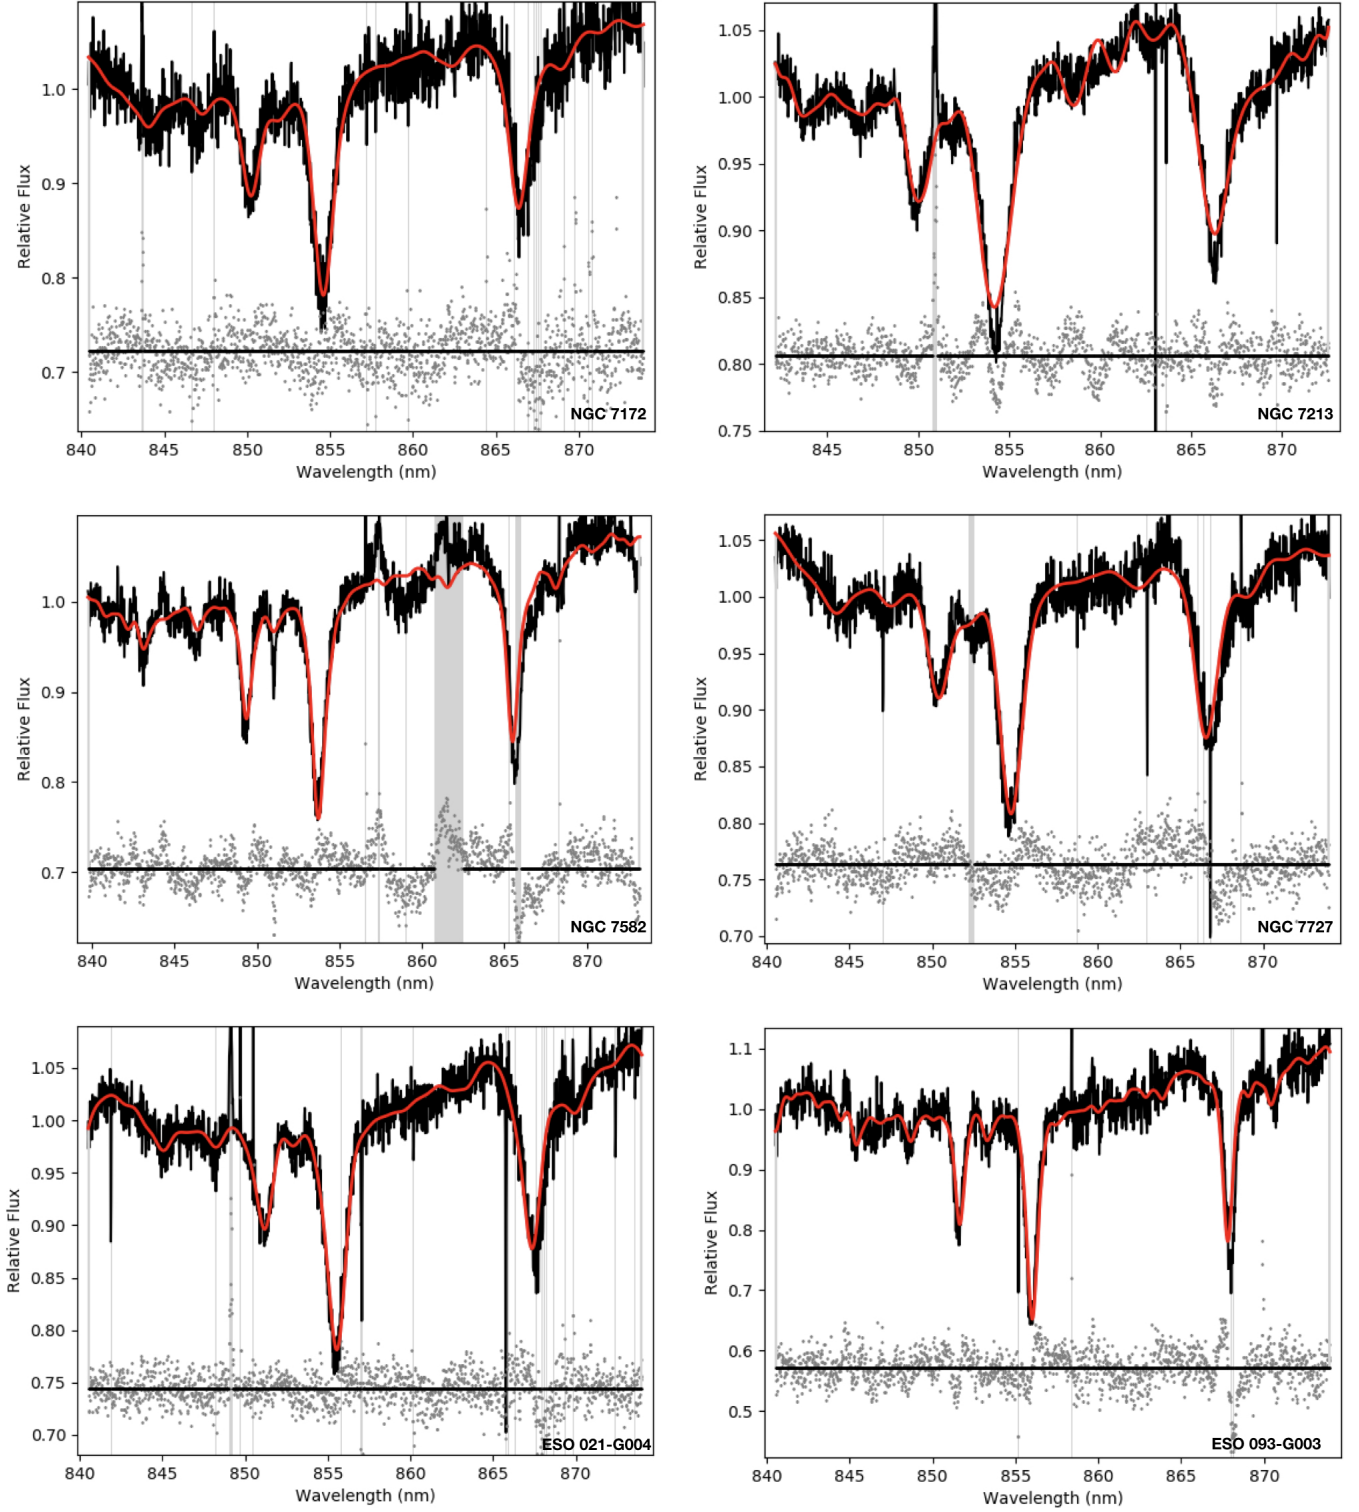 1.0
0.9
0.8
0.7
Relative Flux
840 845 850 855 860 865 870
Wavelength (nm)
NGC 7172
1.05
1.00
0.95
0.90
0.85
0.80
0.75
Relative Flux
845 850 855 860 865 870
Wavelength (nm)
NGC 7213
1.0
0.9
0.8
0.7
Relative Flux
840 845 850 855 860 865 870
Wavelength (nm)
NGC 7582
1.05
1.00
0.95
0.90
0.85
0.80
0.75
0.70
Relative Flux
840 845 850 855 860 865 870
Wavelength (nm)
NGC 7727
1.05
1.00
0.95
0.90
0.85
0.80
0.75
0.70
Relative Flux
840 845 850 855 860 865 870
Wavelength (nm)
ESO 021-G004
1.1
1.0
0.9
0.8
0.7
0.6
0.5
Relative Flux
840 845 850 855 860 865 870
Wavelength (nm)
ESO 093-G003